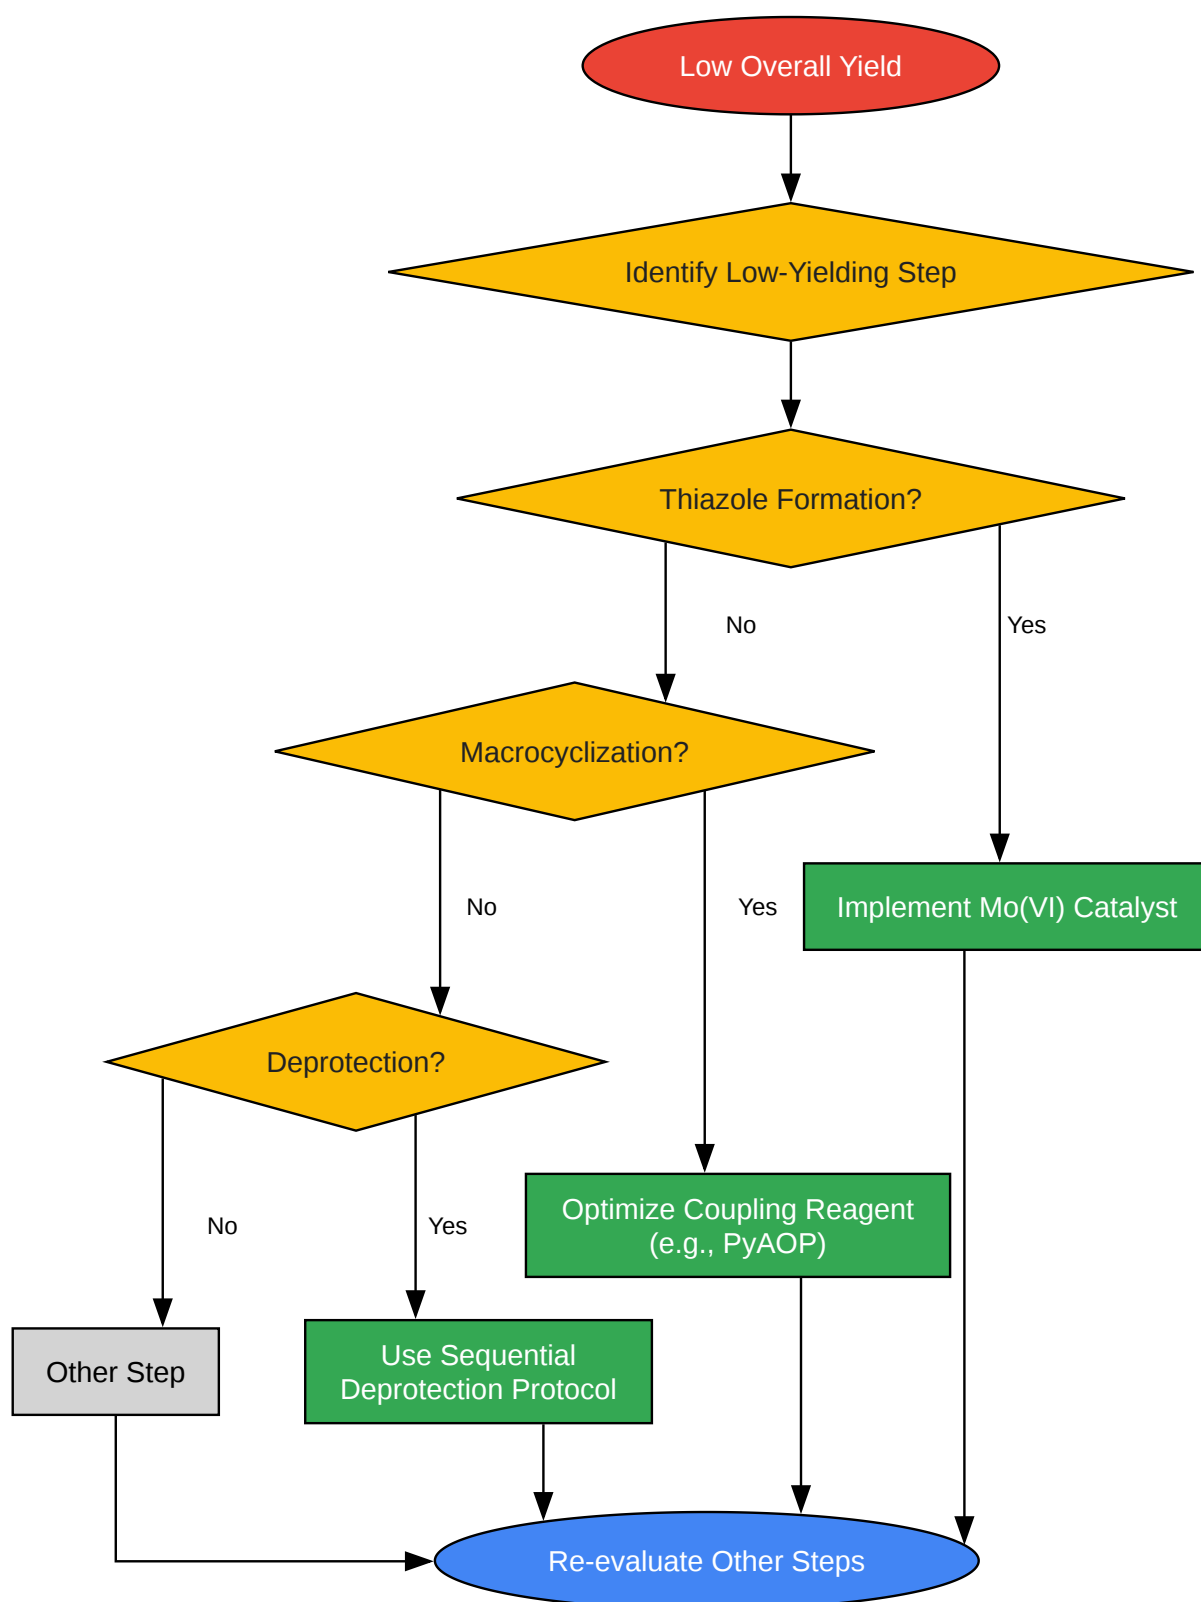 Low Overall Yield
Identify Low-Yielding Step
Thiazole Formation?
No
Yes
Macrocyclization?
No
Yes
Implement Mo(VI) Catalyst
Deprotection?
No
Yes
Optimize Coupling Reagent
(e.g., PyAOP)
Other Step
Use Sequential
Deprotection Protocol
Re-evaluate Other Steps